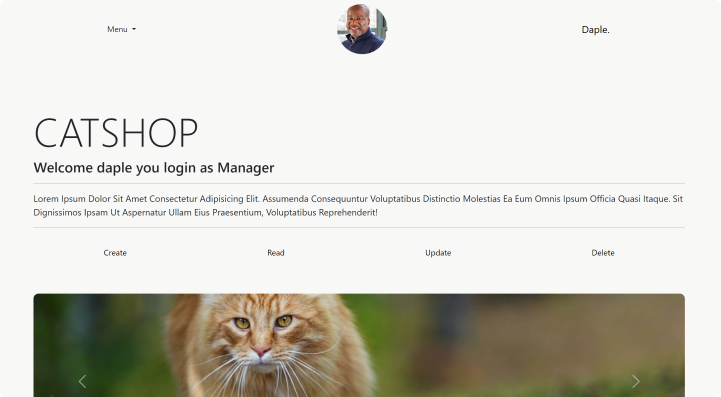 Menu
Daple.
CATSHOP
Welcome daple you login as Manager
Lorem Ipsum Dolor Sit Amet Consectetur Adipisicing Elit. Assumenda Consequuntur Voluptatibus Distinctio Molestias Ea Eum Omnis Ipsum Officia Quasi Itaque. Sit
Dignissimos Ipsam Ut Aspernatur Ullam Eius Praesentium, Voluptatibus Reprehenderit!
Create
Read
Update
Delete